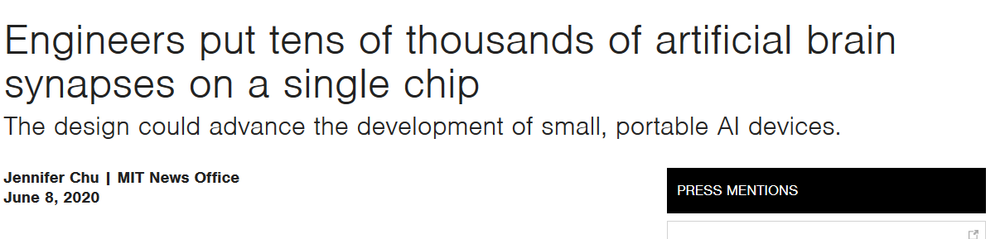 Engineers put tens of thousands of artificial brain
synapses on a single chip
The design could advance the development of small, portable AI devices.
Jennifer Chu | MIT News Office
June 8, 2020
PRESS MENTIONS